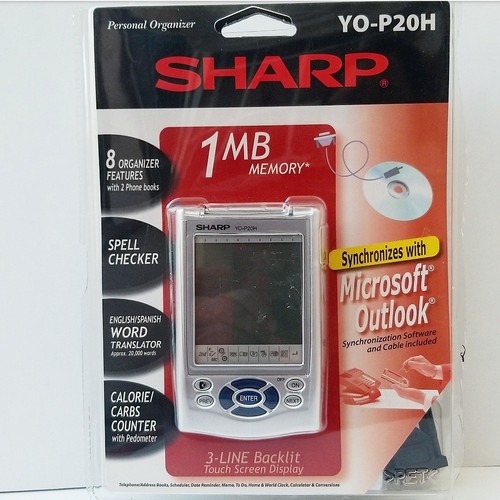 Personal Organizer
YO-P20H
SHARP®
1MB
MEMORY*
8 ORGANIZER
FEATURES
with 2 Phone books
SPELL
CHECKER
ENGLISH/SPANISH
WORD
TRANSLATOR
Approx. 20,000 words
CALORIE/
CARBS
COUNTER
with Pedometer
SHARP YO-P20H
OFF
ON
PREV
ENTER
NEXT
Synchronizes with
Microsoft®
Outlook®
Synchronization Software
and Cable included
3-LINE Backlit
Touch Screen Display
Telephone/Address Books, Scheduler, Date Reminder, Memo, To Do, Home & World Clock, Calculator & Conversions
PET